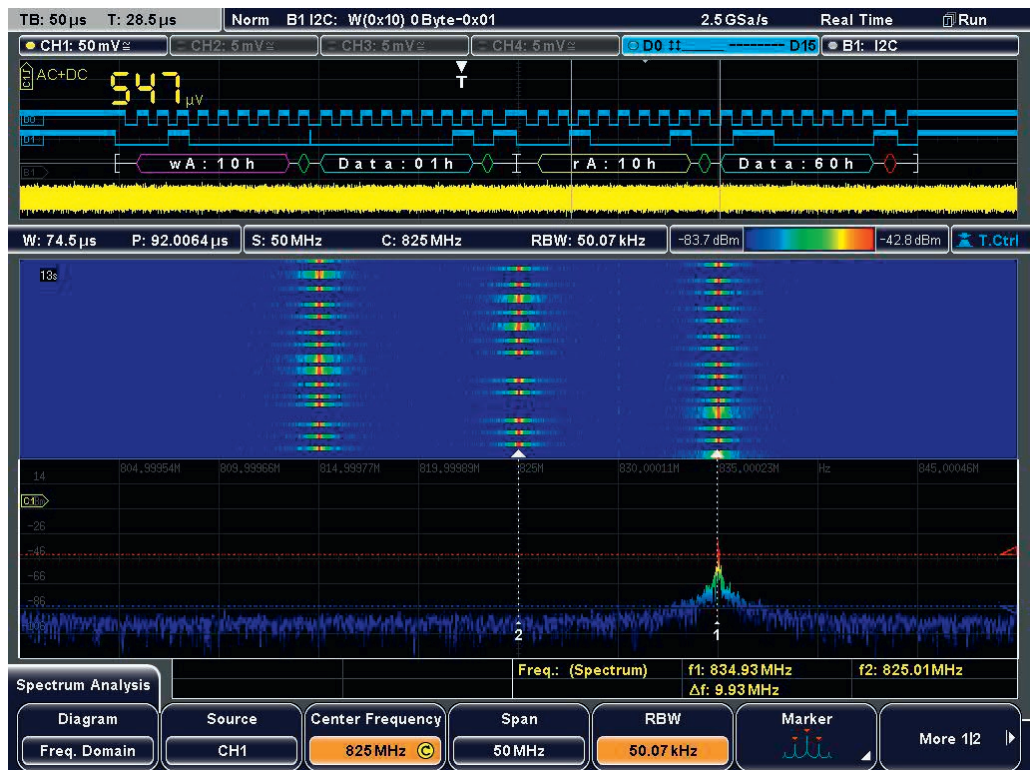 TB: 50 µs T: 28.5 µs Norm B1 I2C: W(0x10) 0 Byte-0x01 2.5 GSa/s Real Time Run
CH1: 50 mV≅ CH2: 5 mV≅ CH3: 5 mV≅ CH4: 5 mV≅ D0 D15 B1: I2C
C1 AC+DC
547 µV
T
D0
D1
B1 [ wA:10h Data:01h rA:10h Data:60h ]
W: 74.5 µs P: 92.0064 µs S: 50 MHz C: 825 MHz RBW: 50.07 kHz -83.7 dBm -42.8 dBm T.Ctrl
13s
804,99954M 809,99966M 814,99977M 819,99989M 825M 830,00011M 835,00023M Hz 845,00046M
14
C1
-26
-46
-66
-86
2 1
Freq.: (Spectrum) f1: 834.93 MHz f2: 825.01 MHz
Δf: 9.93 MHz
Spectrum Analysis
Diagram Source Center Frequency Span RBW Marker More 1|2
Freq. Domain CH1 825 MHz C 50 MHz 50.07 kHz